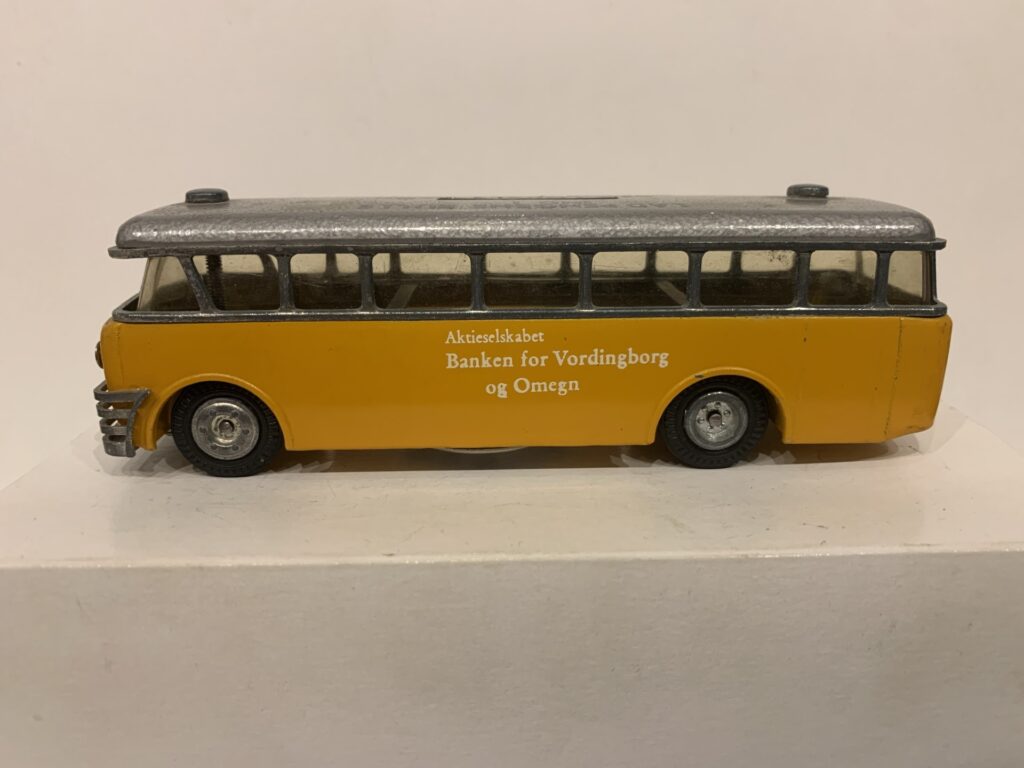 Aktieselskabet
Banken for Vordingborg
og Omegn